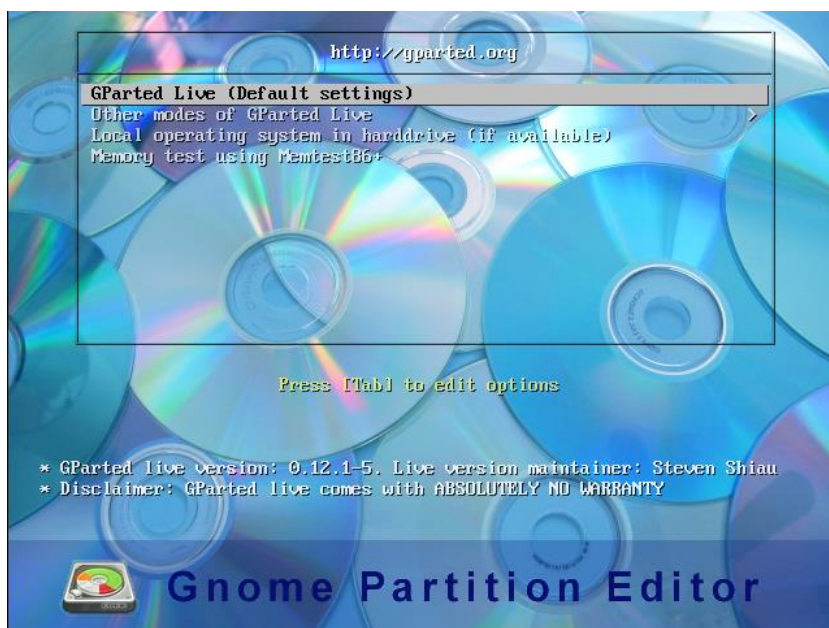 http://gparted.org
GParted Live (Default settings)
Other modes of GParted Live >
Local operating system in harddrive (if available)
Memory test using Memtest86+
Press [Tab] to edit options
* GParted live version: 0.12.1-5. Live version maintainer: Steven Shiau
* Disclaimer: GParted live comes with ABSOLUTELY NO WARRANTY
Gnome Partition Editor